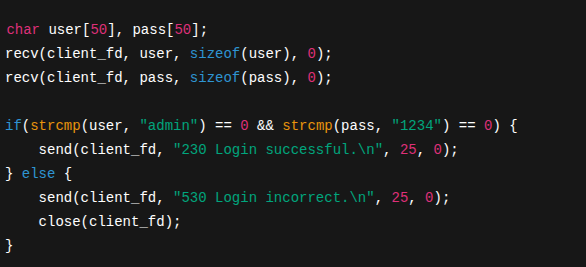 char user[50], pass[50];
recv(client_fd, user, sizeof(user), 0);
recv(client_fd, pass, sizeof(pass), 0);
if(strcmp(user, "admin") == 0 && strcmp(pass, "1234") == 0) {
    send(client_fd, "230 Login successful.\n", 25, 0);
} else {
    send(client_fd, "530 Login incorrect.\n", 25, 0);
    close(client_fd);
}